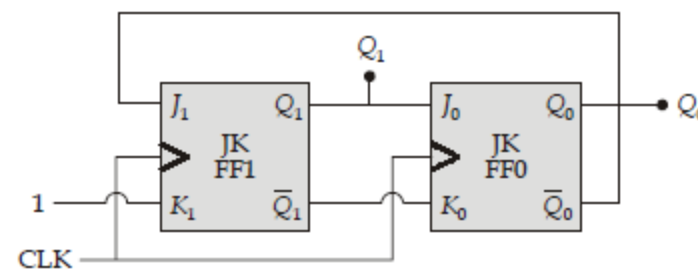 Q₁
J₁ Q₁ J₀ Q₀ Q
JK JK
FF1 FF0
1 K₁ Q̅₁ K₀ Q̅₀
CLK